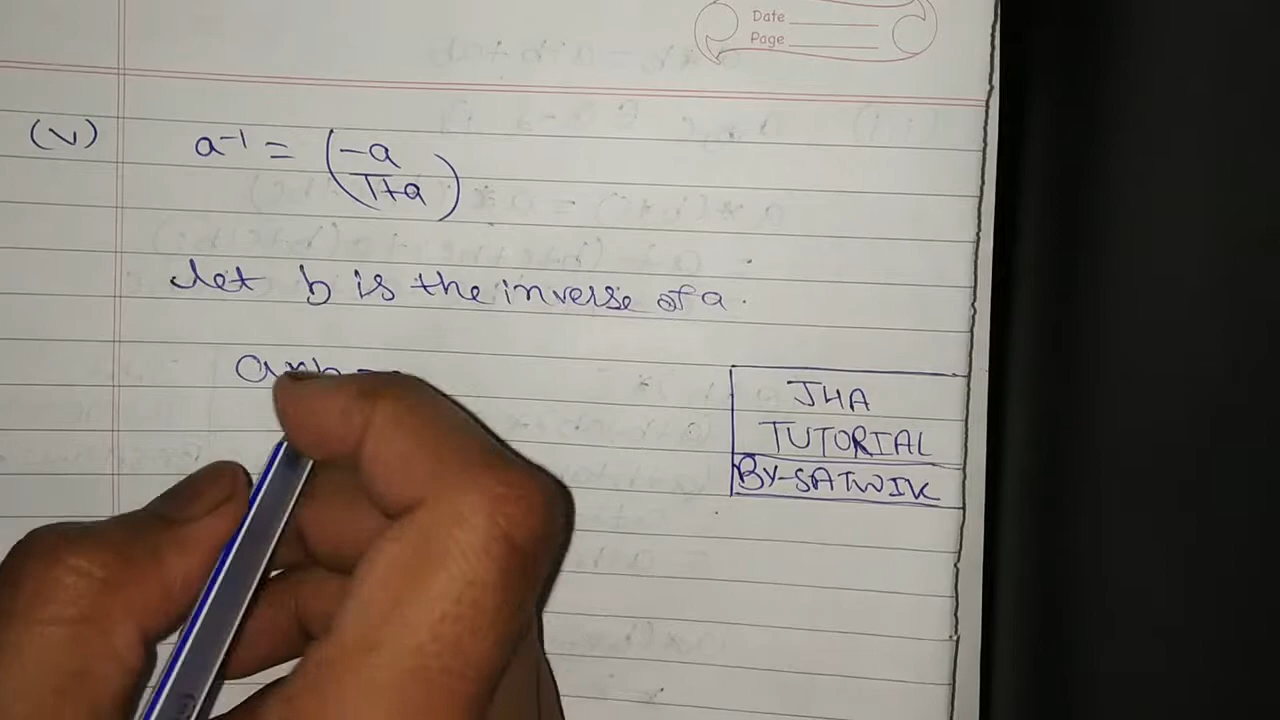 Date
Page
(v) a⁻¹ = (-a/1+a)
let b is the inverse of a.
a*b =
JHA
TUTORIAL
BY-SATWIK